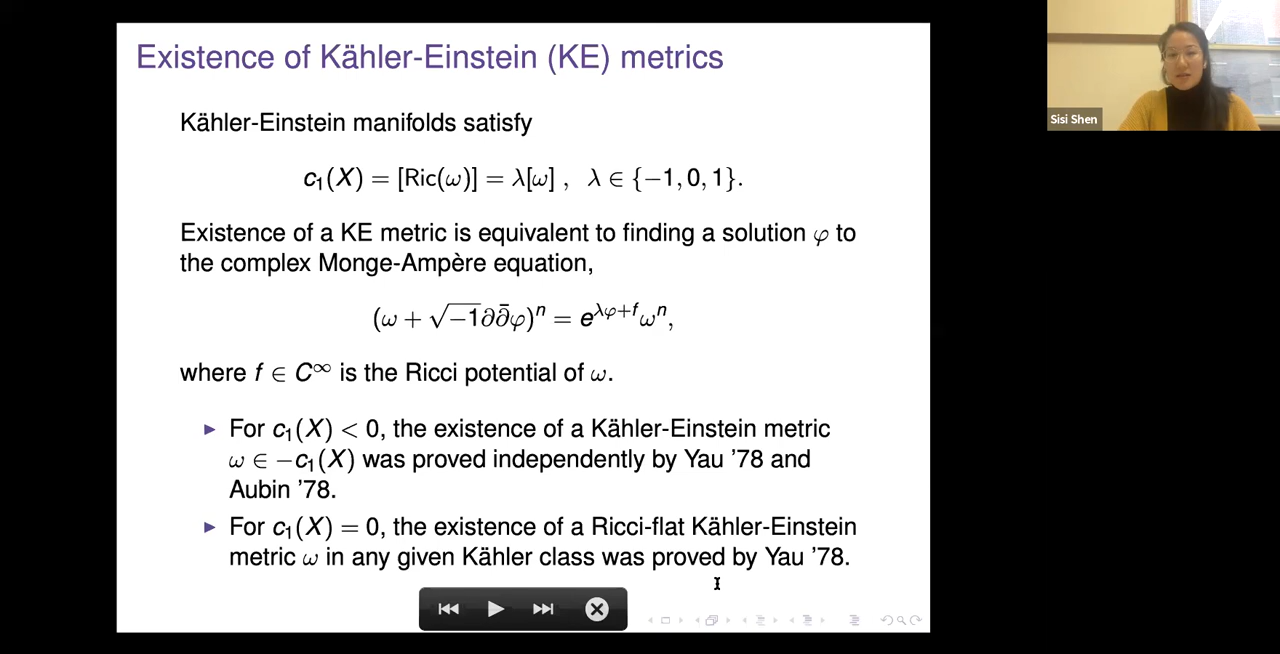 Existence of Kähler-Einstein (KE) metrics
Kähler-Einstein manifolds satisfy
c₁(X) = [Ric(ω)] = λ[ω] , λ ∈ {−1, 0, 1}.
Existence of a KE metric is equivalent to finding a solution φ to
the complex Monge-Ampère equation,
(ω + √−1∂∂̄φ)ⁿ = e^{λφ+f}ωⁿ,
where f ∈ C^∞ is the Ricci potential of ω.
► For c₁(X) < 0, the existence of a Kähler-Einstein metric
ω ∈ −c₁(X) was proved independently by Yau ’78 and
Aubin ’78.
► For c₁(X) = 0, the existence of a Ricci-flat Kähler-Einstein
metric ω in any given Kähler class was proved by Yau ’78.
Sisi Shen